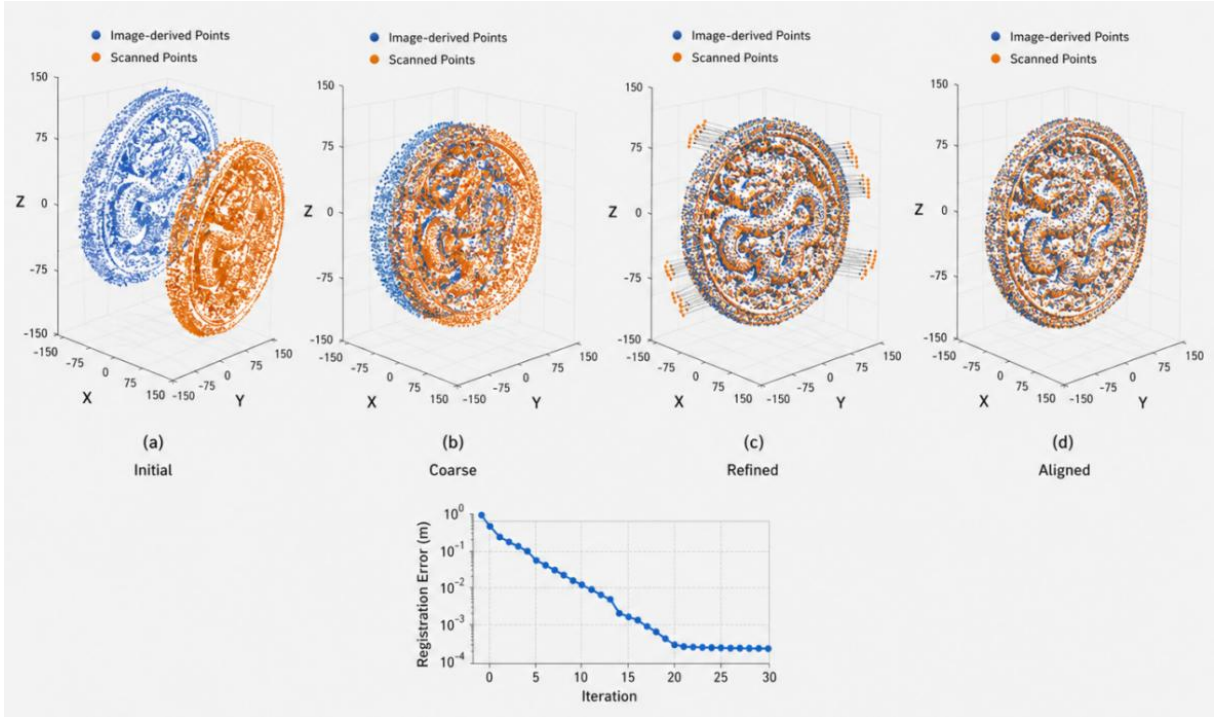 Image-derived Points
Scanned Points
150
75
Z 0
-75
-150
-150 -75 0 75 150
X
-150 -75 0 75 150
Y
(a)
Initial
Image-derived Points
Scanned Points
150
75
Z 0
-75
-150
-150 -75 0 75 150
X
-150 -75 0 75 150
Y
(b)
Coarse
Image-derived Points
Scanned Points
150
75
Z 0
-75
-150
-150 -75 0 75 150
X
-150 -75 0 75 150
Y
(c)
Refined
Image-derived Points
Scanned Points
150
75
Z 0
-75
-150
-150 -75 0 75 150
X
-150 -75 0 75 150
Y
(d)
Aligned
Registration Error (m)
10⁰
10⁻¹
10⁻²
10⁻³
10⁻⁴
0 5 10 15 20 25 30
Iteration